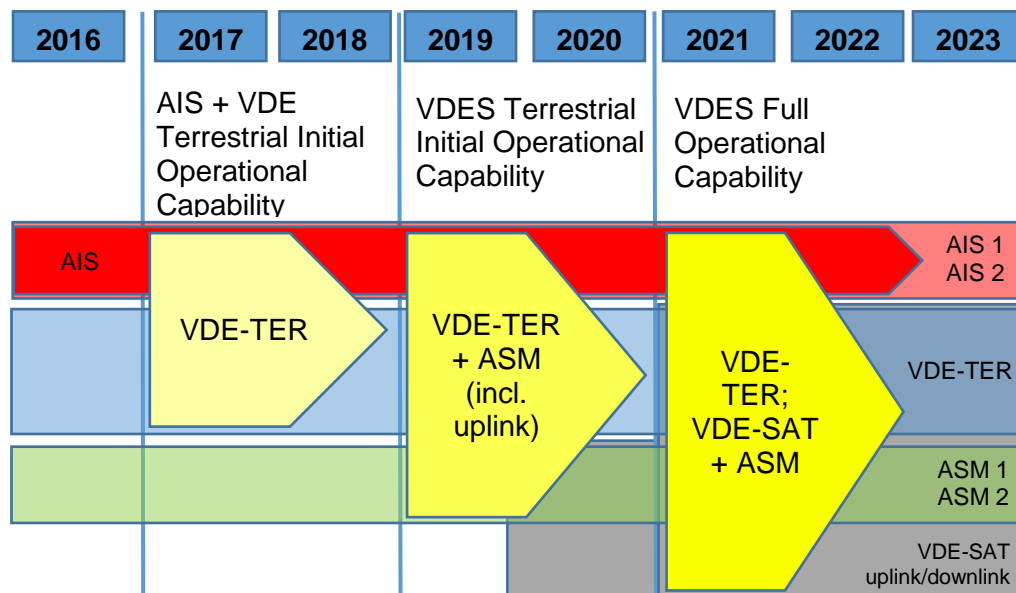 2016 2017 2018 2019 2020 2021 2022 2023
AIS + VDE
Terrestrial Initial
Operational
Capability
VDES Terrestrial
Initial Operational
Capability
VDES Full
Operational
Capability
AIS
AIS 1
AIS 2
VDE-TER
VDE-TER
+ ASM
(incl.
uplink)
VDE-
TER;
VDE-SAT
+ ASM
VDE-TER
ASM 1
ASM 2
VDE-SAT
uplink/downlink